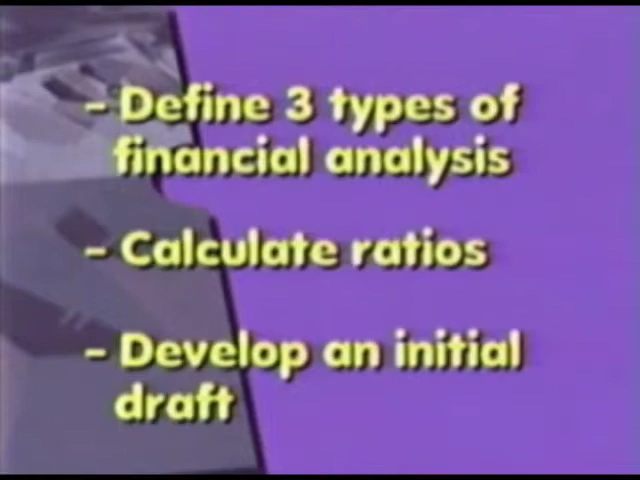 - Define 3 types of
financial analysis
- Calculate ratios
- Develop an initial
draft